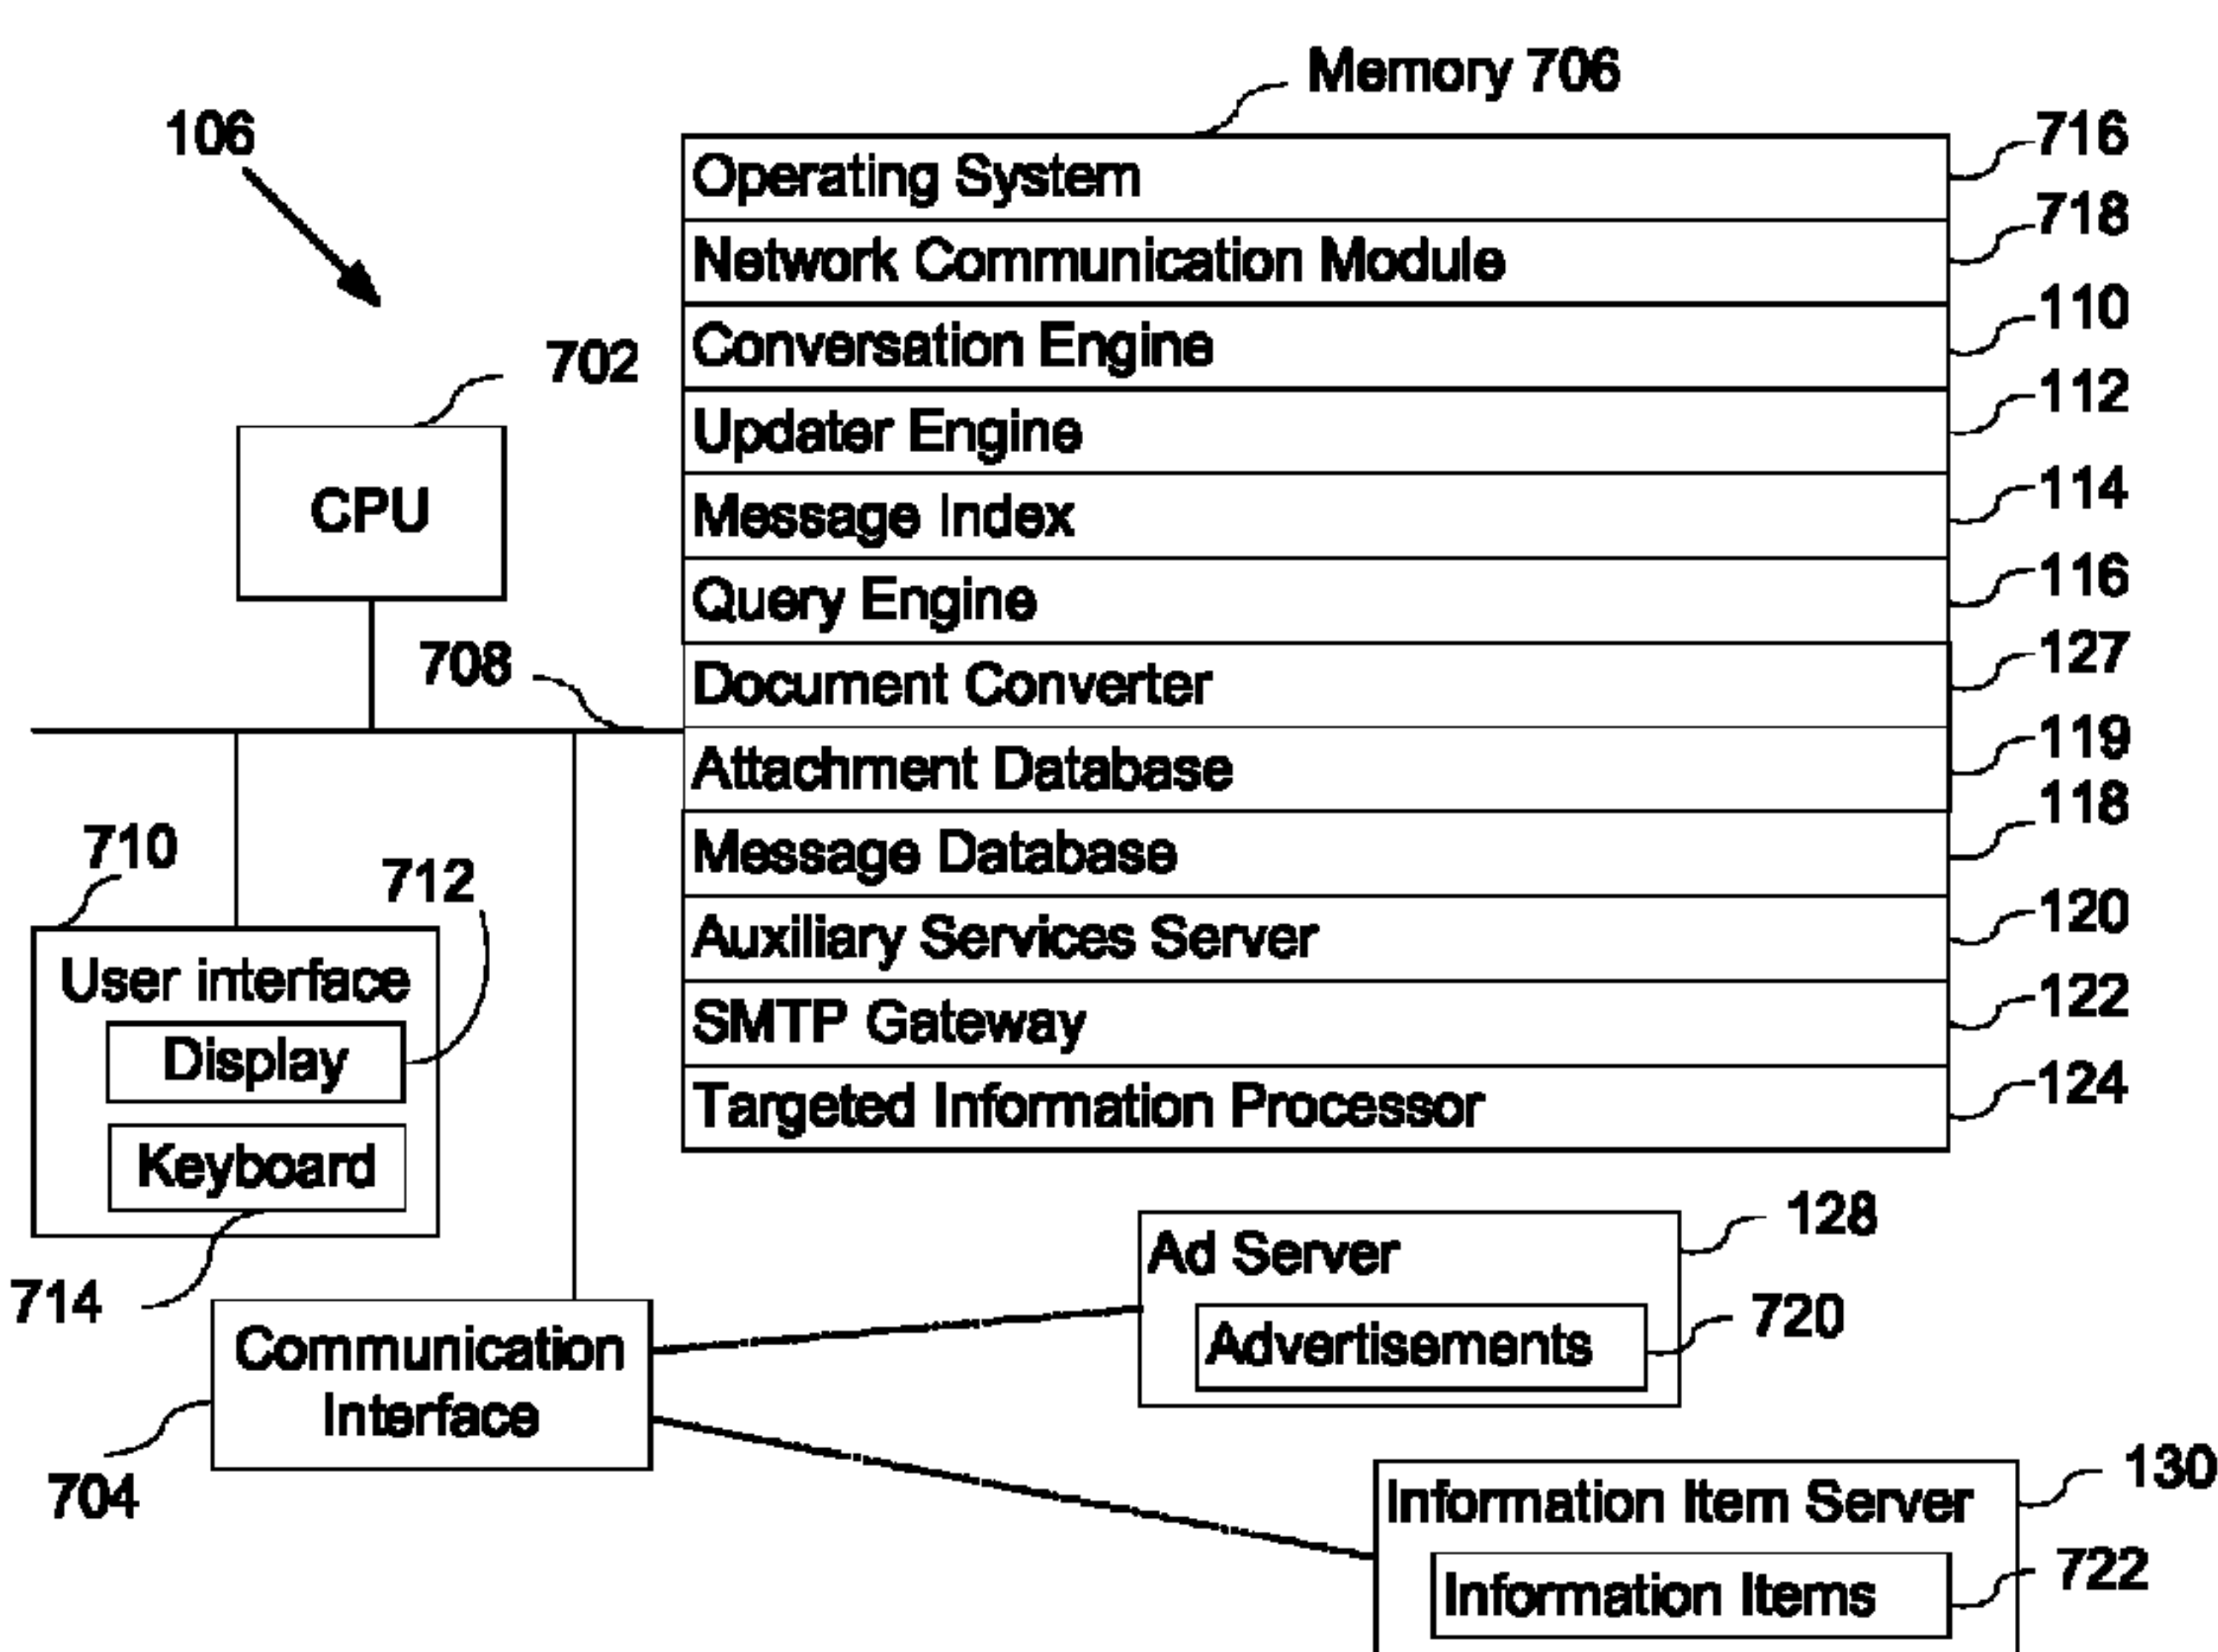 Memory 706
106
Operating System 716
Network Communication Module 718
Conversation Engine 110
702
Updater Engine 112
CPU
Message Index 114
Query Engine 116
708
Document Converter 127
Attachment Database 119
Message Database 118
710
712
Auxiliary Services Server 120
User interface
SMTP Gateway 122
Display
Targeted Information Processor 124
Keyboard
714
Ad Server 128
Advertisements 720
Communication
Interface
704
Information Item Server 130
Information Items 722